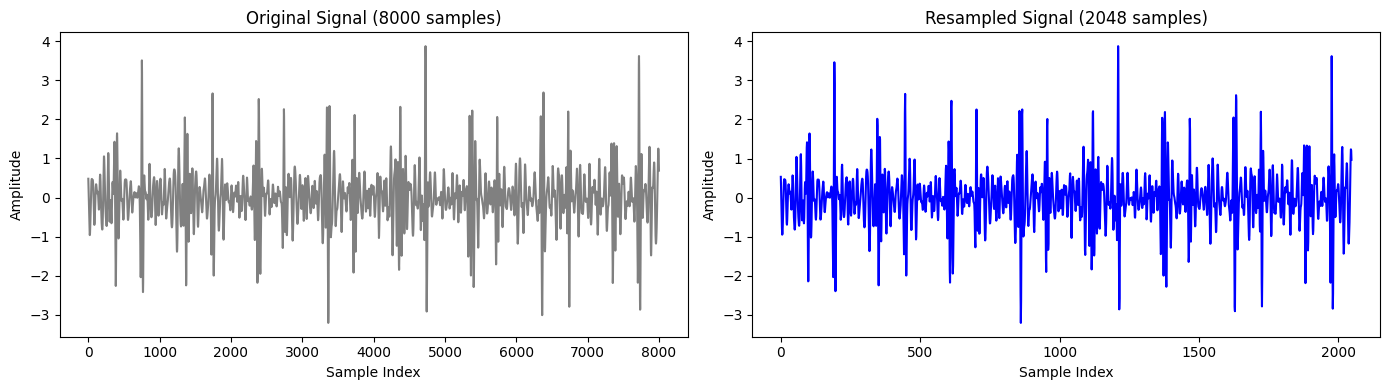 Original Signal (8000 samples)
Amplitude
4
3
2
1
0
−1
−2
−3
0 1000 2000 3000 4000 5000 6000 7000 8000
Sample Index
Resampled Signal (2048 samples)
Amplitude
4
3
2
1
0
−1
−2
−3
0 500 1000 1500 2000
Sample Index